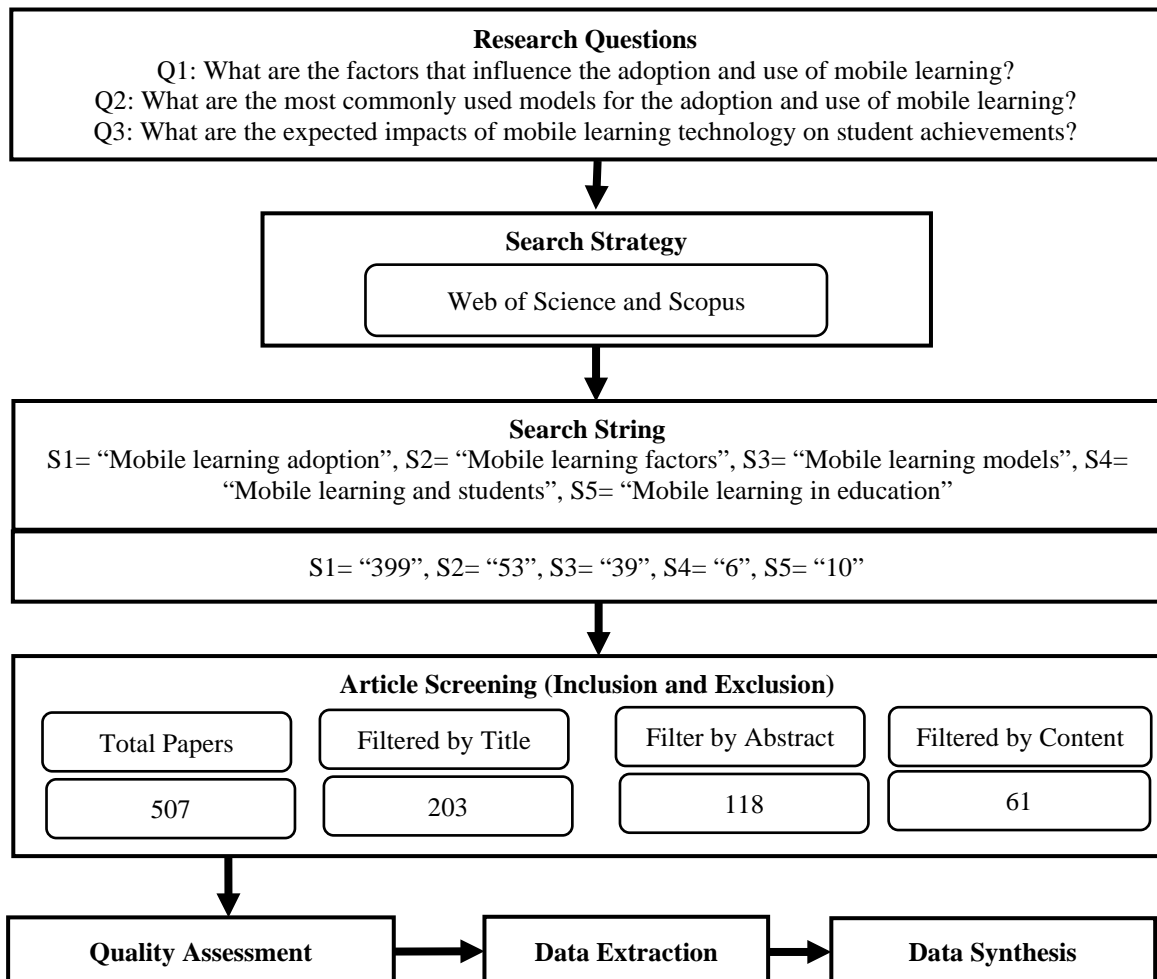 Research Questions
Q1: What are the factors that influence the adoption and use of mobile learning?
Q2: What are the most commonly used models for the adoption and use of mobile learning?
Q3: What are the expected impacts of mobile learning technology on student achievements?
Search Strategy
Web of Science and Scopus
Search String
S1= “Mobile learning adoption”, S2= “Mobile learning factors”, S3= “Mobile learning models”, S4=
“Mobile learning and students”, S5= “Mobile learning in education”
S1= “399”, S2= “53”, S3= “39”, S4= “6”, S5= “10”
Article Screening (Inclusion and Exclusion)
Total Papers
Filtered by Title
Filter by Abstract
Filtered by Content
507
203
118
61
Quality Assessment
Data Extraction
Data Synthesis